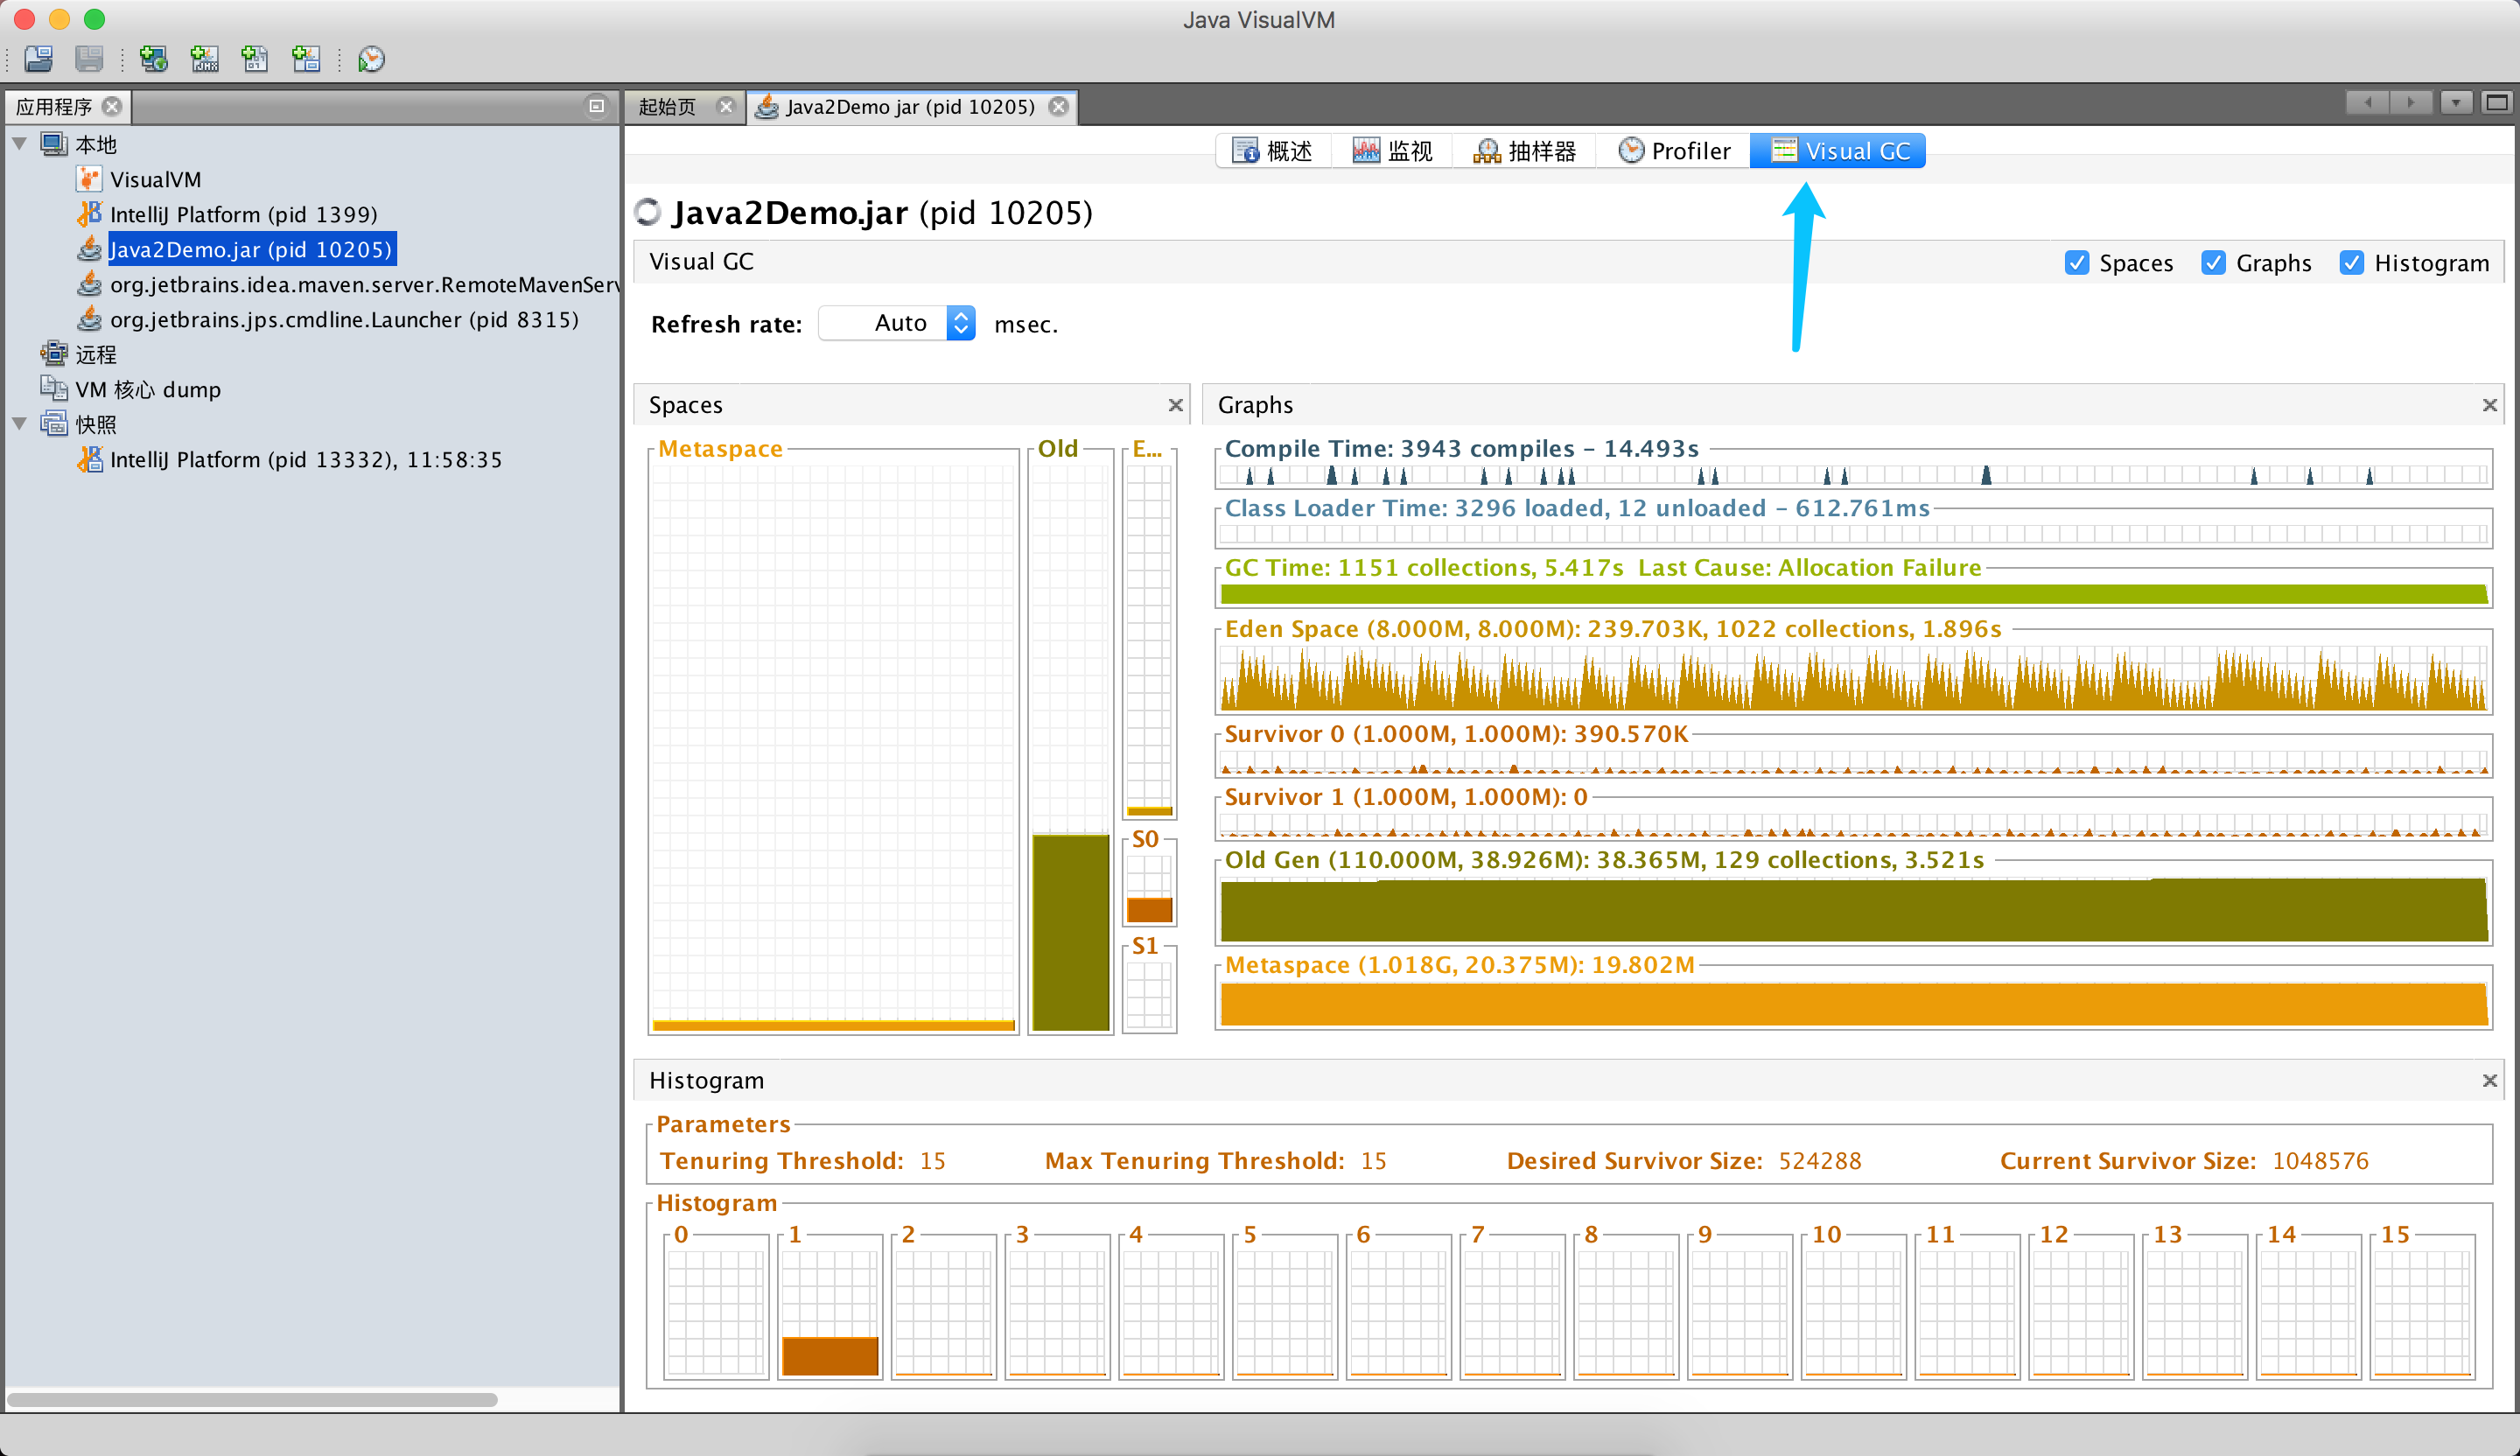 Java VisualVM
应用程序
起始页
Java2Demo jar (pid 10205)
本地
VisualVM
IntelliJ Platform (pid 1399)
Java2Demo.jar (pid 10205)
org.jetbrains.idea.maven.server.RemoteMavenServ
org.jetbrains.jps.cmdline.Launcher (pid 8315)
远程
VM 核心 dump
快照
IntelliJ Platform (pid 13332), 11:58:35
概述 监视 抽样器 Profiler Visual GC
Java2Demo.jar (pid 10205)
Visual GC
Spaces Graphs Histogram
Refresh rate: Auto msec.
Spaces
Metaspace
Old
E...
S0
S1
Graphs
Compile Time: 3943 compiles - 14.493s
Class Loader Time: 3296 loaded, 12 unloaded - 612.761ms
GC Time: 1151 collections, 5.417s Last Cause: Allocation Failure
Eden Space (8.000M, 8.000M): 239.703K, 1022 collections, 1.896s
Survivor 0 (1.000M, 1.000M): 390.570K
Survivor 1 (1.000M, 1.000M): 0
Old Gen (110.000M, 38.926M): 38.365M, 129 collections, 3.521s
Metaspace (1.018G, 20.375M): 19.802M
Histogram
Parameters
Tenuring Threshold: 15 Max Tenuring Threshold: 15 Desired Survivor Size: 524288 Current Survivor Size: 1048576
Histogram
0 1 2 3 4 5 6 7 8 9 10 11 12 13 14 15